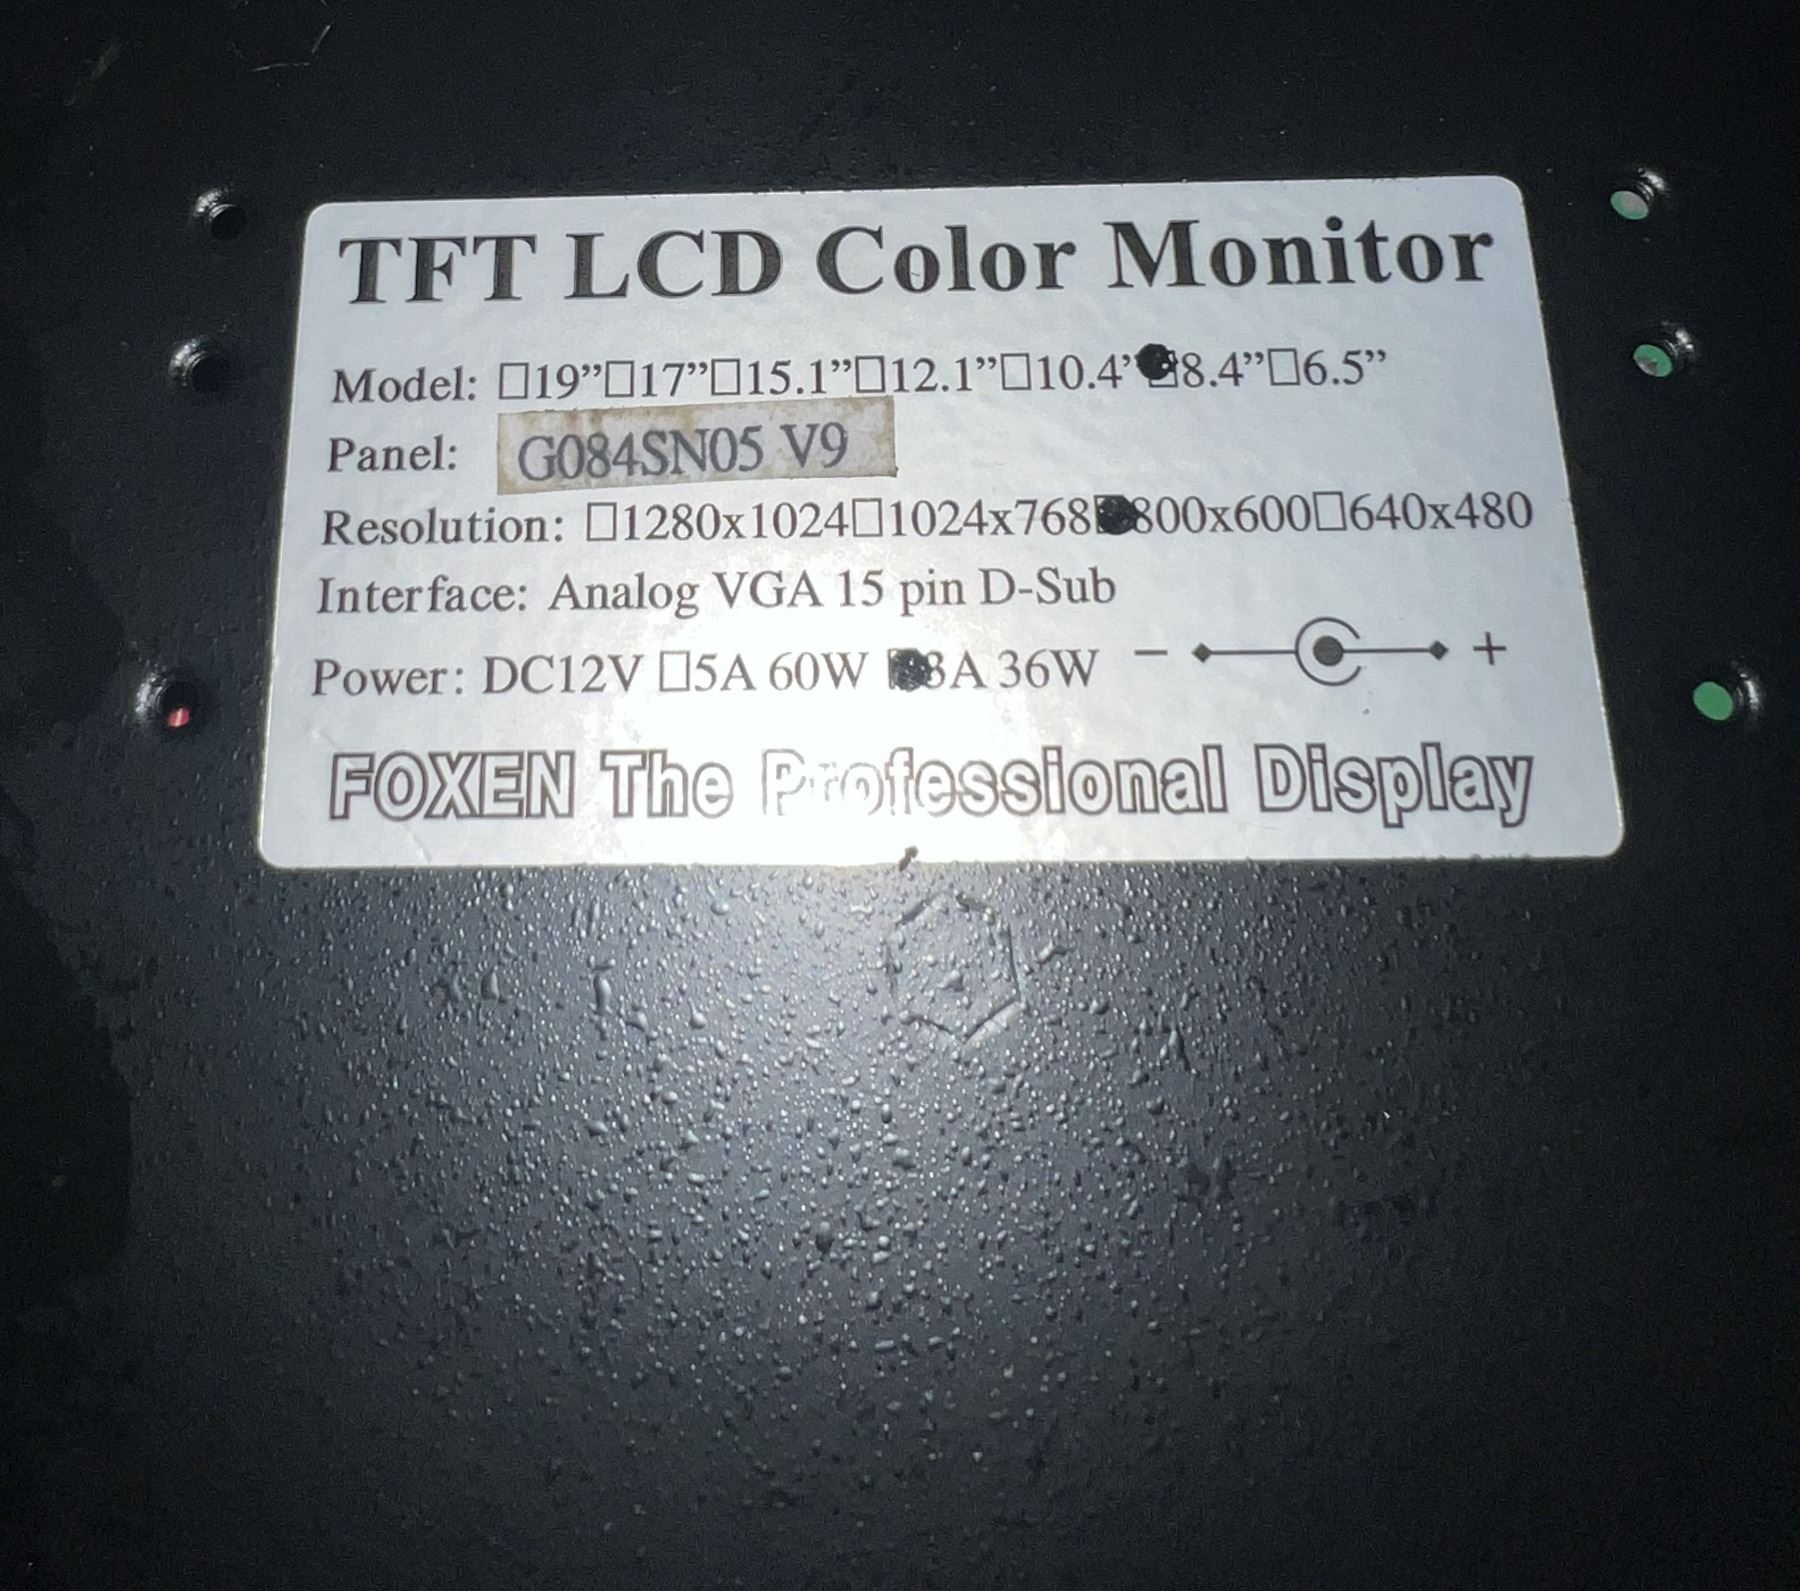 TFT LCD Color Monitor
Model: □19”□17”□15.1”□12.1”□10.4”■8.4”□6.5”
Panel: G084SN05 V9
Resolution: □1280x1024□1024x768■800x600□640x480
Interface: Analog VGA 15 pin D-Sub
Power: DC12V □5A 60W ■3A 36W − +
FOXEN The Professional Display